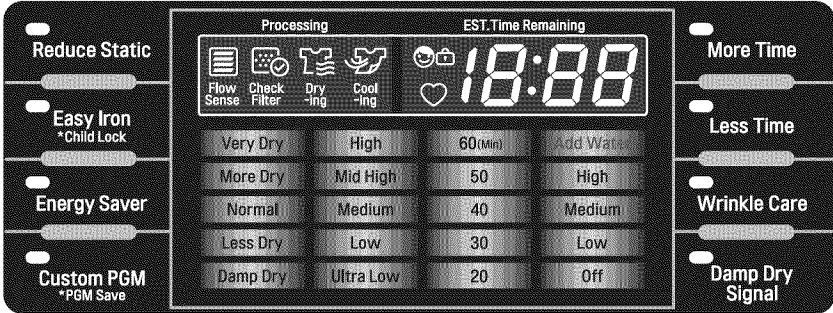 Processing
EST.Time Remaining
Reduce Static
Flow Sense
Check Filter
Dry -ing
Cool -ing
18:88
More Time
Easy Iron
*Child Lock
Less Time
Very Dry High 60(Min) Add Water
More Dry Mid High 50 High
Energy Saver
Normal Medium 40 Medium
Wrinkle Care
Less Dry Low 30 Low
Custom PGM
*PGM Save
Damp Dry Ultra Low 20 Off
Damp Dry
Signal